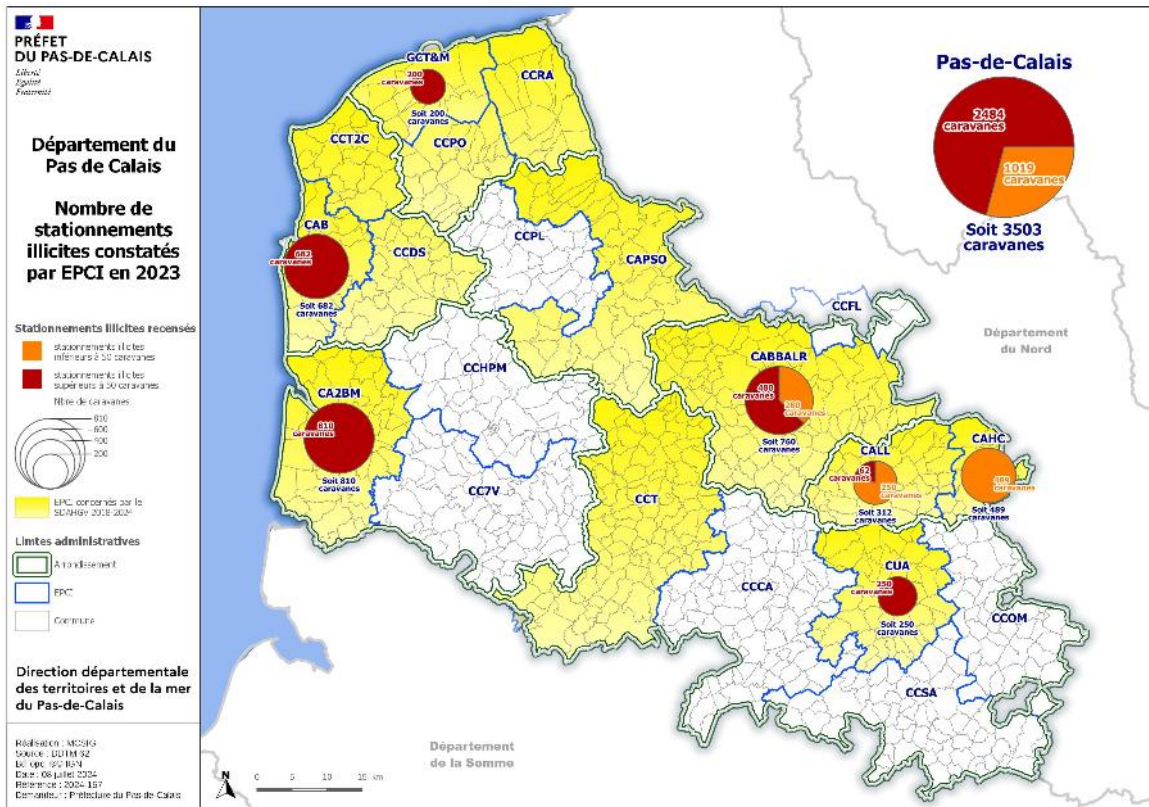 PRÉFET
DU PAS-DE-CALAIS
Liberté
Égalité
Fraternité
Département du
Pas de Calais
Nombre de
stationnements
illicites constatés
par EPCI en 2023
Stationnements illicites recensés
stationnements illicites
inférieurs à 50 caravanes
stationnements illicites
supérieurs à 50 caravanes
Nbre de caravanes
810
600
400
200
EPCI concernés par le
SDAHGV 2018-2024
Limites administratives
Arrondissement
EPCI
Commune
Direction départementale
des territoires et de la mer
du Pas-de-Calais
Réalisation : MCSIG
Source : DDTM 62
Date : 08 juillet 2024
Référence : 2024-157
Demandeur : Préfecture du Pas-de-Calais
GCT&M
200
caravanes
Soit 200
caravanes
CCRA
CCT2C
CCPO
CAB
682
caravanes
Soit 682
caravanes
CCDS
CCPL
CAPSO
CCFL
CCHPM
CA2BM
810
caravanes
Soit 810
caravanes
CC7V
CCT
CABBALR
480
caravanes
280
caravanes
Soit 760
caravanes
CALL
62
caravanes
250
caravanes
Soit 312
caravanes
CAHC
489
caravanes
Soit 489
caravanes
CUA
250
caravanes
Soit 250
caravanes
CCCA
CCOM
CCSA
Pas-de-Calais
2484
caravanes
1019
caravanes
Soit 3503
caravanes
Département
du Nord
Département
de la Somme
N
0 5 10 15 km